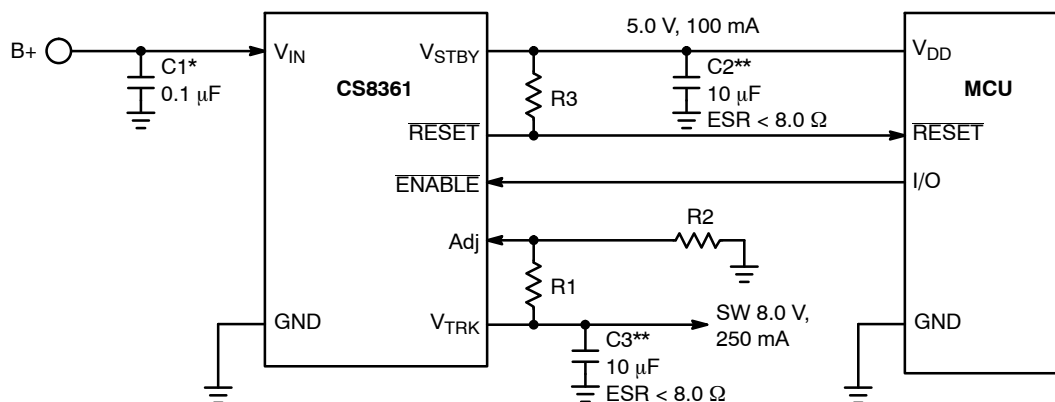 B+
C1*
0.1 μF
V_IN
CS8361
V_STBY
RESET
ENABLE
Adj
V_TRK
GND
5.0 V, 100 mA
R3
C2**
10 μF
ESR < 8.0 Ω
R2
R1
SW 8.0 V,
250 mA
C3**
10 μF
ESR < 8.0 Ω
V_DD
MCU
RESET
I/O
GND